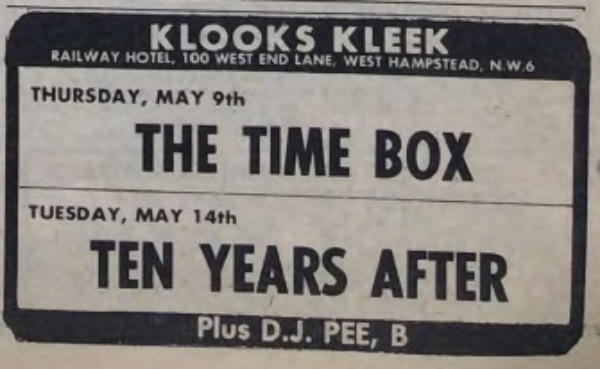 KLOOKS KLEEK
RAILWAY HOTEL, 100 WEST END LANE, WEST HAMPSTEAD, N.W.6
THURSDAY, MAY 9th
THE TIME BOX
TUESDAY, MAY 14th
TEN YEARS AFTER
Plus D.J. PEE, B